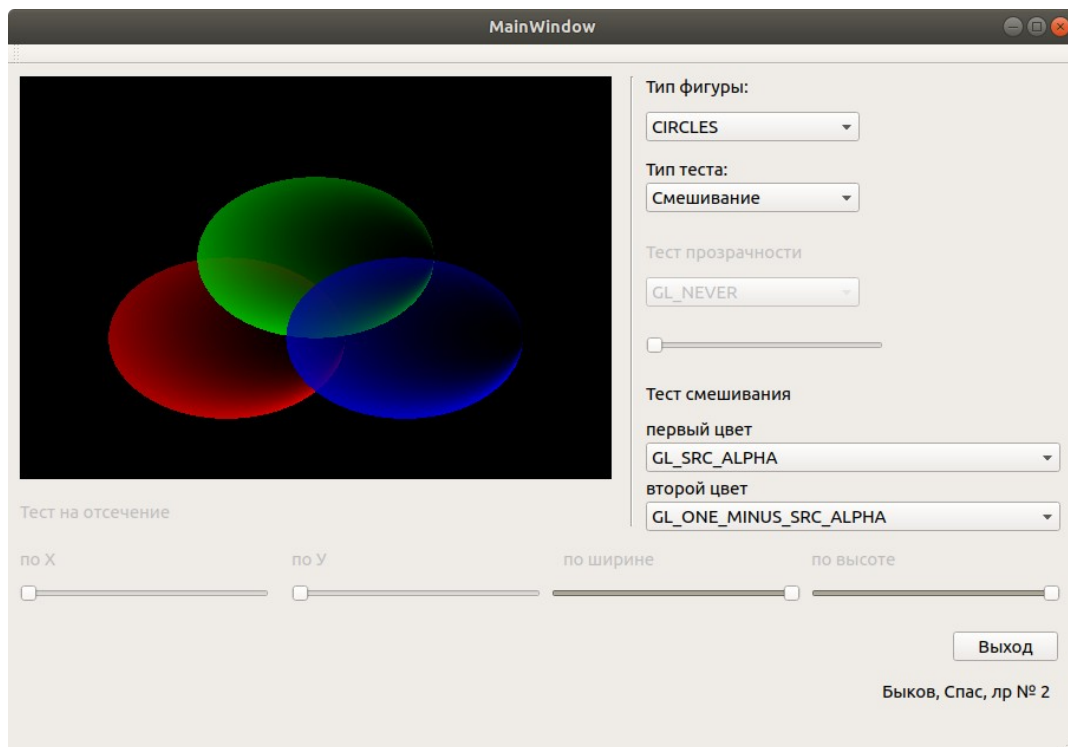 MainWindow
Тип фигуры:
CIRCLES
Тип теста:
Смешивание
Тест прозрачности
GL_NEVER
Тест смешивания
первый цвет
GL_SRC_ALPHA
второй цвет
GL_ONE_MINUS_SRC_ALPHA
Тест на отсечение
по X по У по ширине по высоте
Выход
Быков, Спас, лр № 2